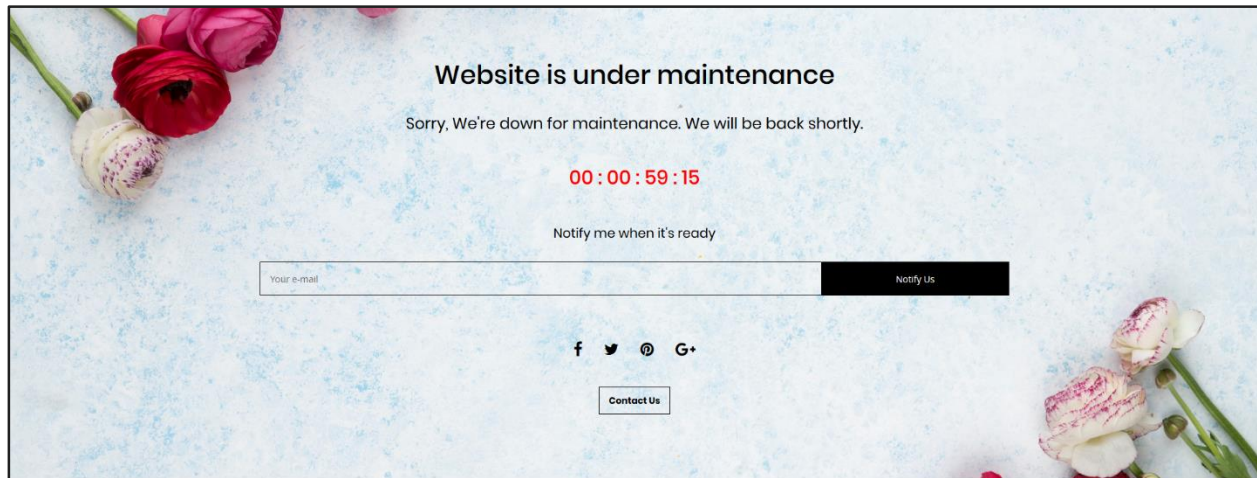 Website is under maintenance
Sorry, We're down for maintenance. We will be back shortly.
00 : 00 : 59 : 15
Notify me when it's ready
Your e-mail
Notify Us
G+
Contact Us